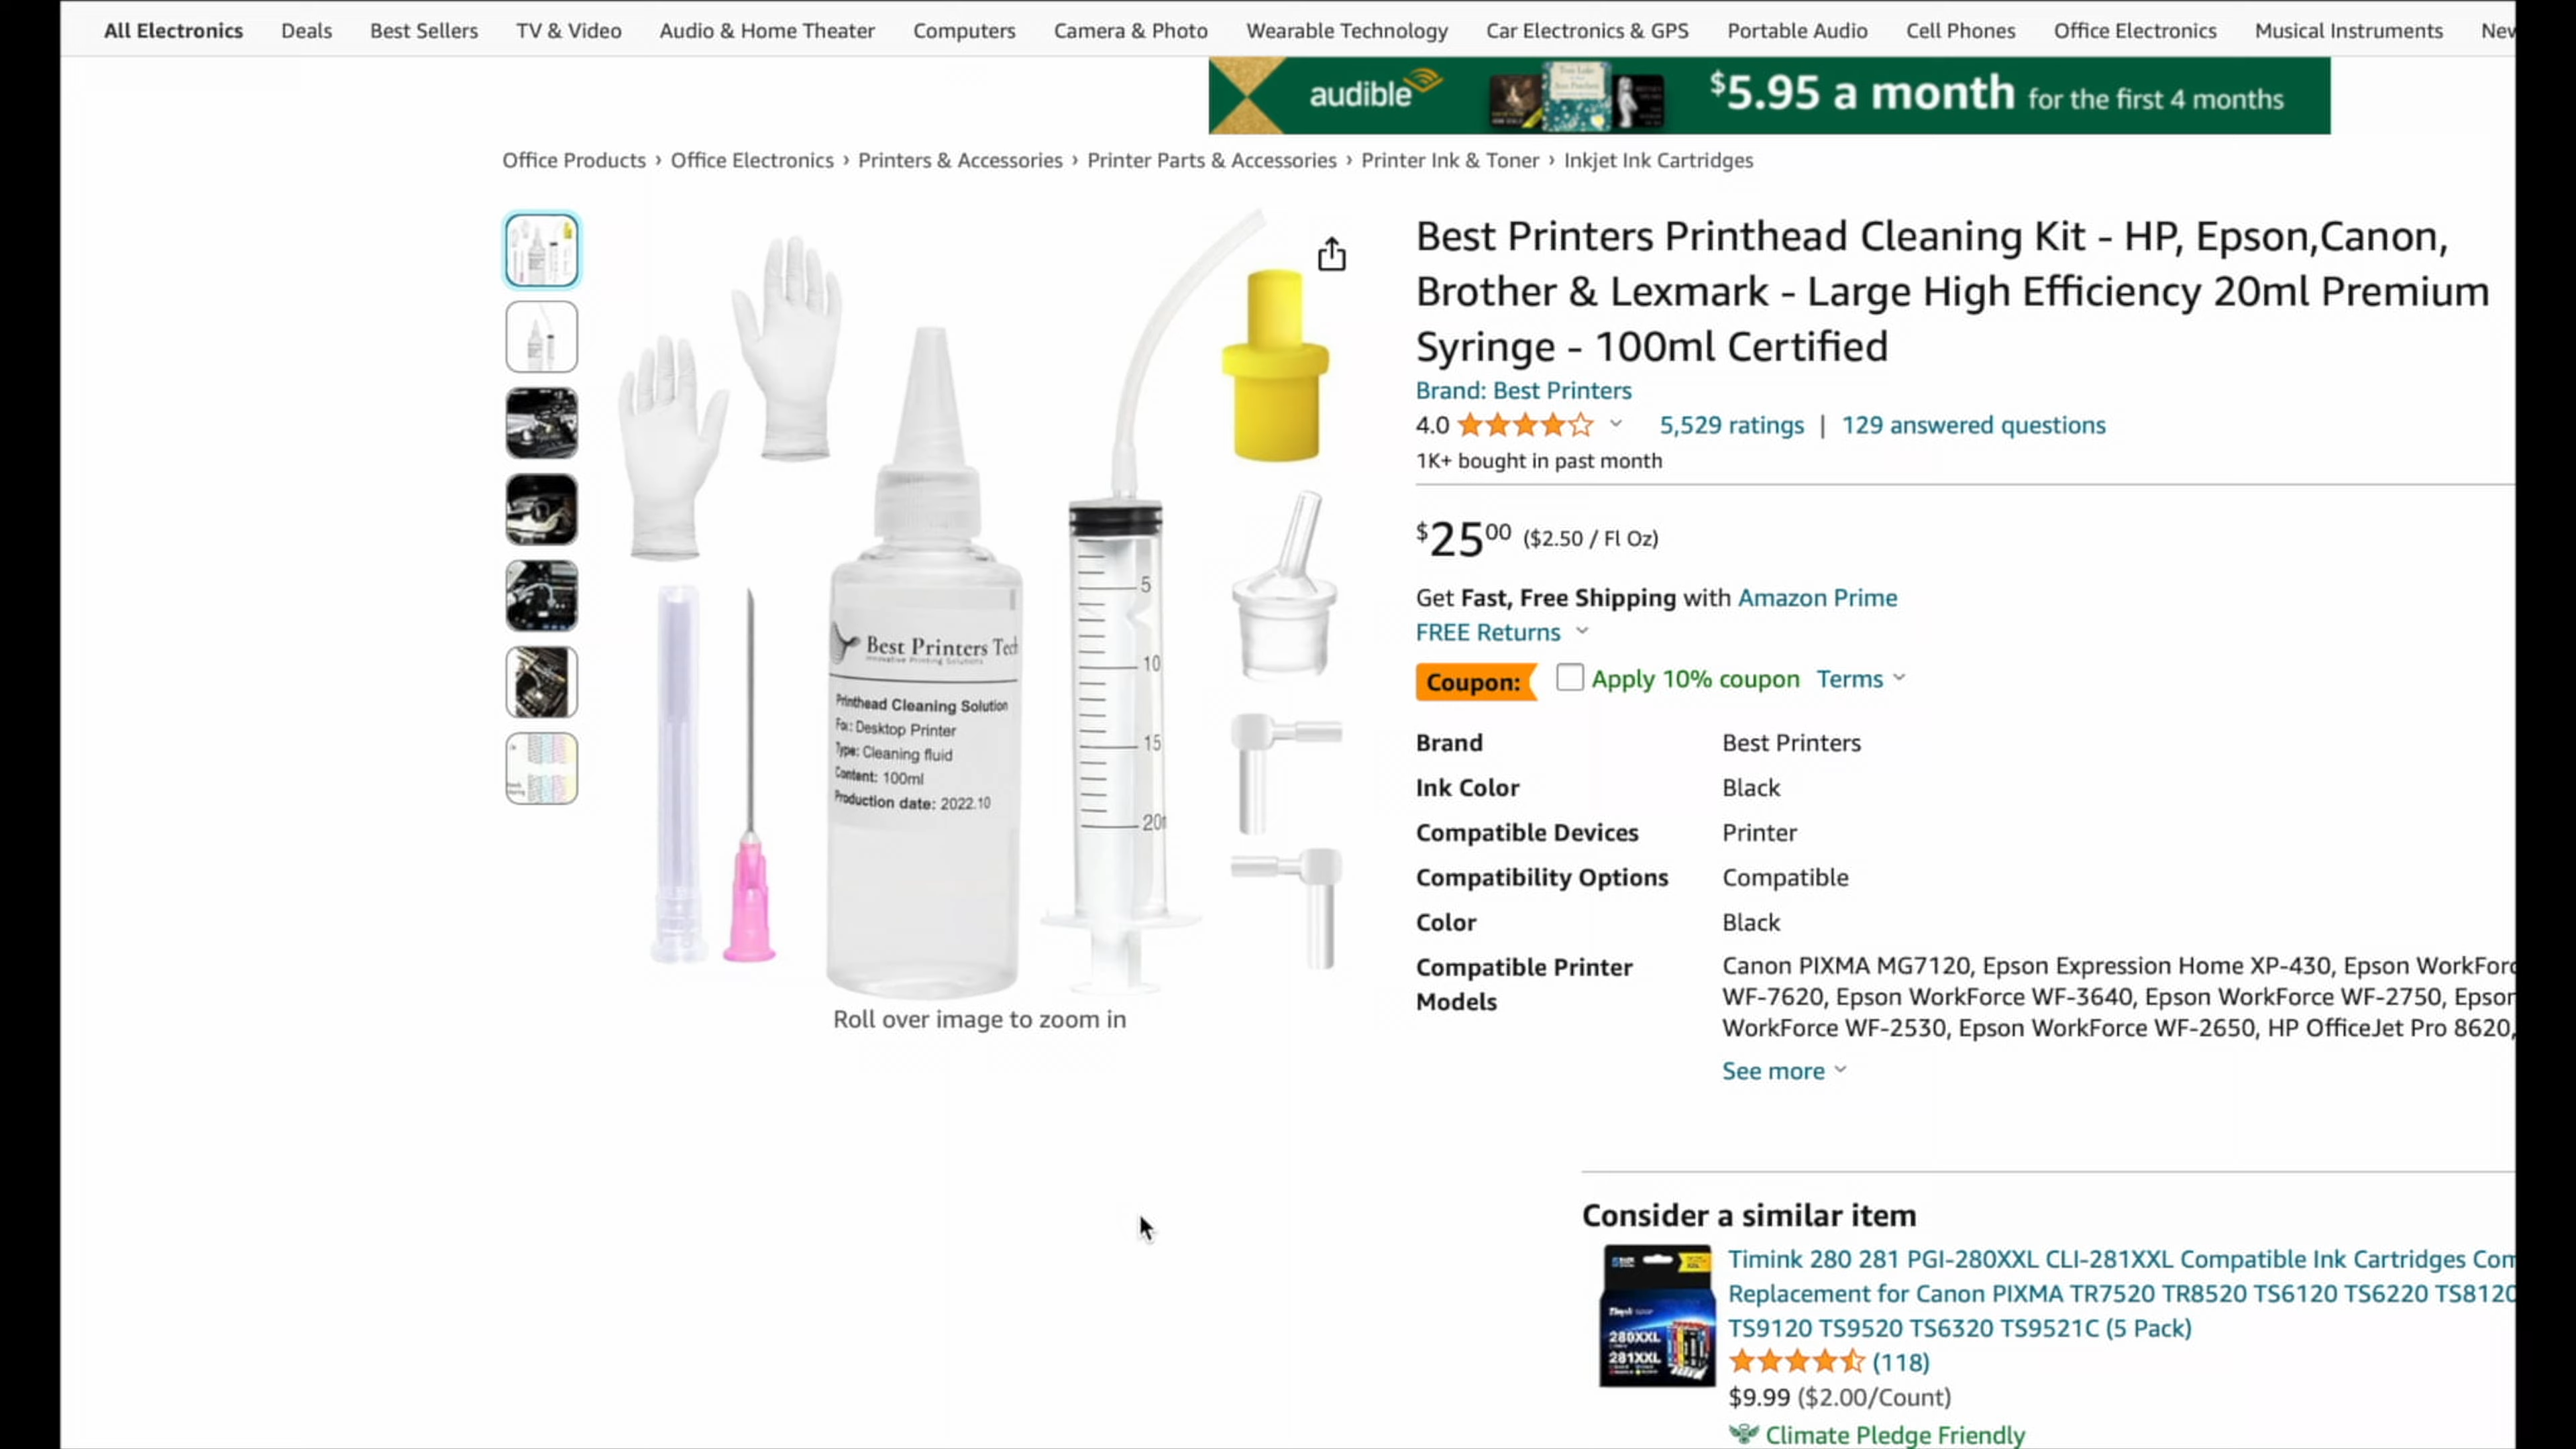 All Electronics Deals Best Sellers TV & Video Audio & Home Theater Computers Camera & Photo Wearable Technology Car Electronics & GPS Portable Audio Cell Phones Office Electronics Musical Instruments New
audible $5.95 a month for the first 4 months
Office Products › Office Electronics › Printers & Accessories › Printer Parts & Accessories › Printer Ink & Toner › Inkjet Ink Cartridges
Best Printers Printhead Cleaning Kit - HP, Epson,Canon,
Brother & Lexmark - Large High Efficiency 20ml Premium
Syringe - 100ml Certified
Brand: Best Printers
4.0 5,529 ratings | 129 answered questions
1K+ bought in past month
$2500 ($2.50 / Fl Oz)
Get Fast, Free Shipping with Amazon Prime
FREE Returns
Coupon: Apply 10% coupon Terms
Brand Best Printers
Ink Color Black
Compatible Devices Printer
Compatibility Options Compatible
Color Black
Compatible Printer Models
Canon PIXMA MG7120, Epson Expression Home XP-430, Epson WorkForc
WF-7620, Epson WorkForce WF-3640, Epson WorkForce WF-2750, Epson
WorkForce WF-2530, Epson WorkForce WF-2650, HP OfficeJet Pro 8620,
See more
Best Printers Tech
Innovative Printing Solutions
Printhead Cleaning Solution
For: Desktop Printer
Type: Cleaning fluid
Content: 100ml
Production date: 2022.10
5
10
15
20
Roll over image to zoom in
Consider a similar item
Timink 280 281 PGI-280XXL CLI-281XXL Compatible Ink Cartridges Com
Replacement for Canon PIXMA TR7520 TR8520 TS6120 TS6220 TS8120
TS9120 TS9520 TS6320 TS9521C (5 Pack)
(118)
$9.99 ($2.00/Count)
Climate Pledge Friendly
280XXL
281XXL